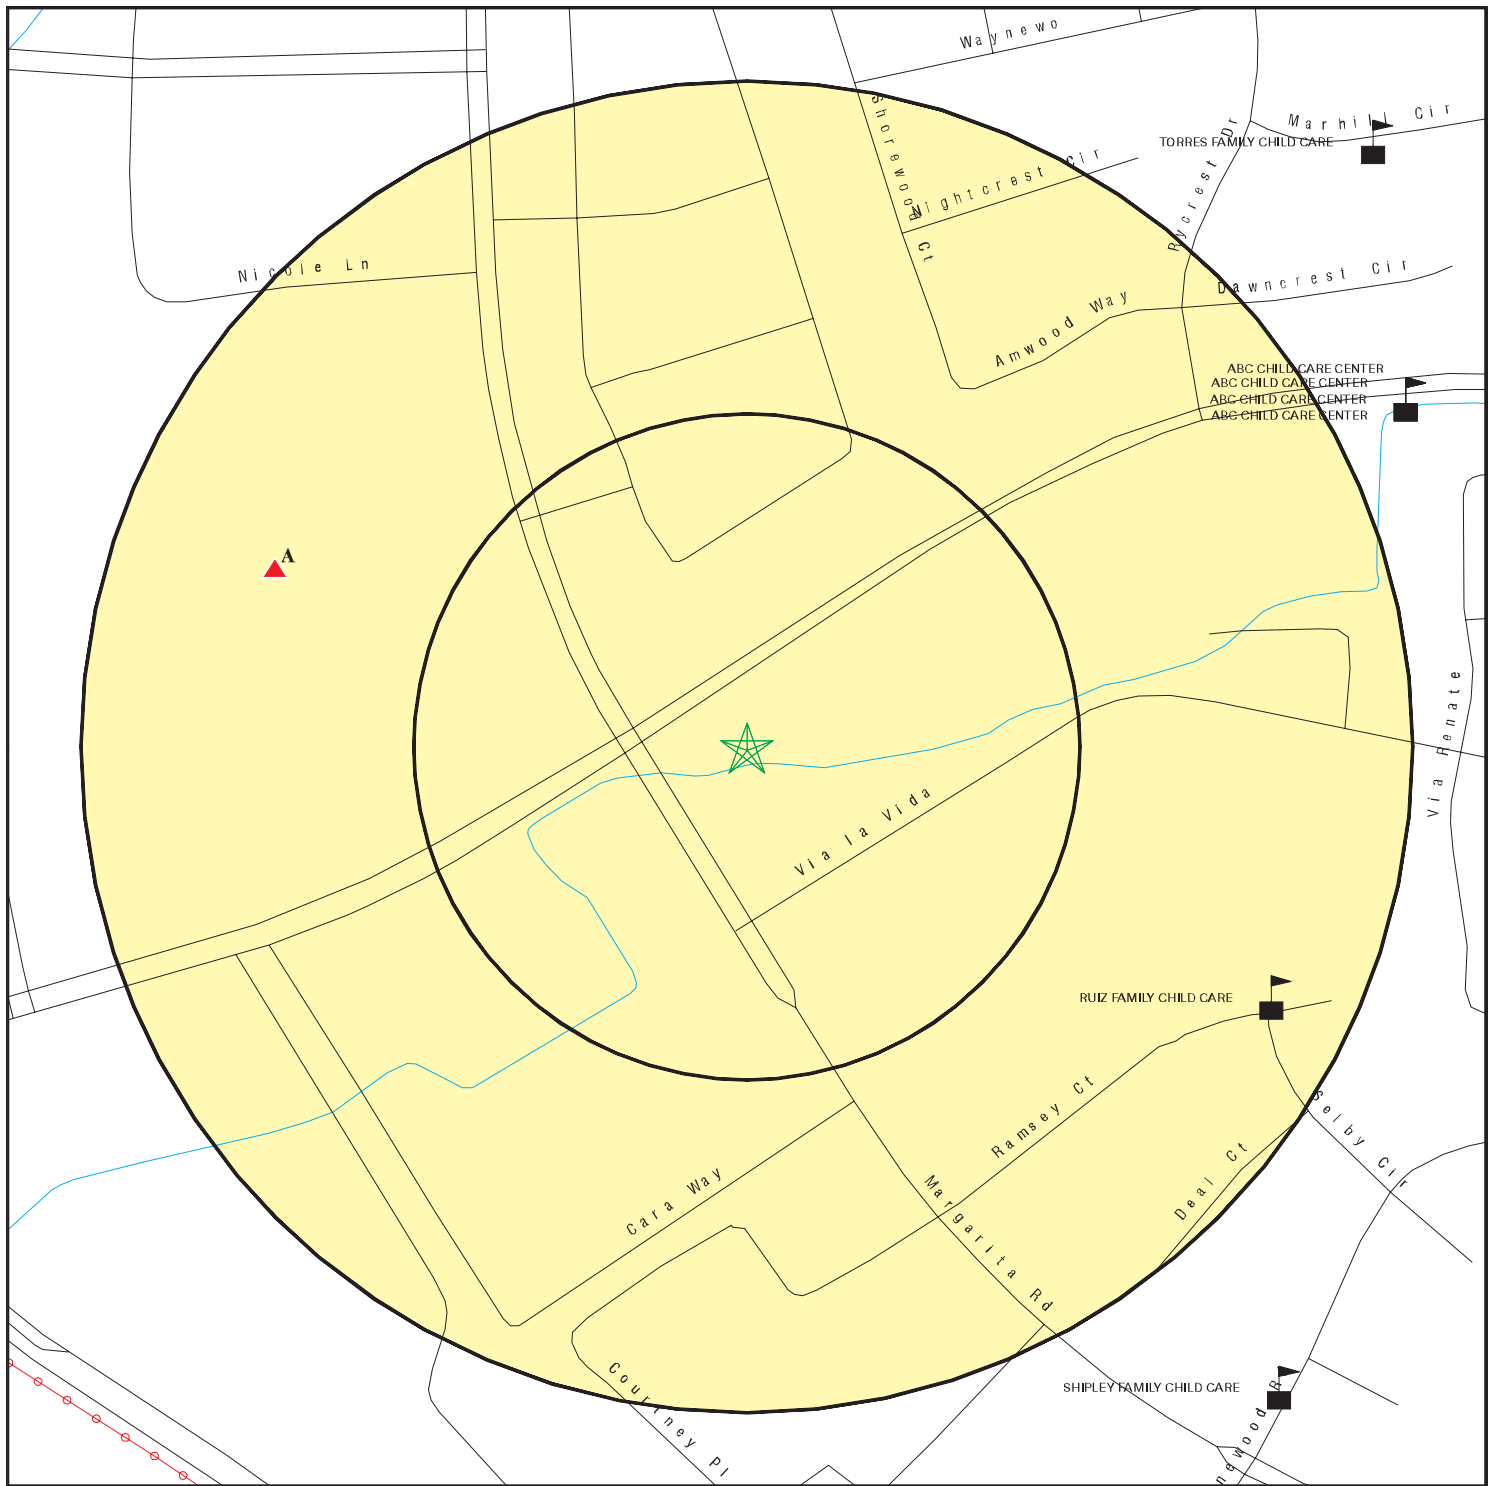 Waynewo
Shorewood Ct
Marhill Cir
TORRES FAMILY CHILD CARE
Nightcrest Cir
Rycrest Dr
Nicole Ln
Dawncrest Cir
Amwood Way
ABC CHILD CARE CENTER
ABC CHILD CARE CENTER
ABC CHILD CARE CENTER
ABC CHILD CARE CENTER
A
Via Renate
Via la Vida
RUIZ FAMILY CHILD CARE
Ramsey Ct
Selby Cir
Deal Ct
Cara Way
Margarita Rd
Courtney Pl
SHIPLEY FAMILY CHILD CARE
newood R